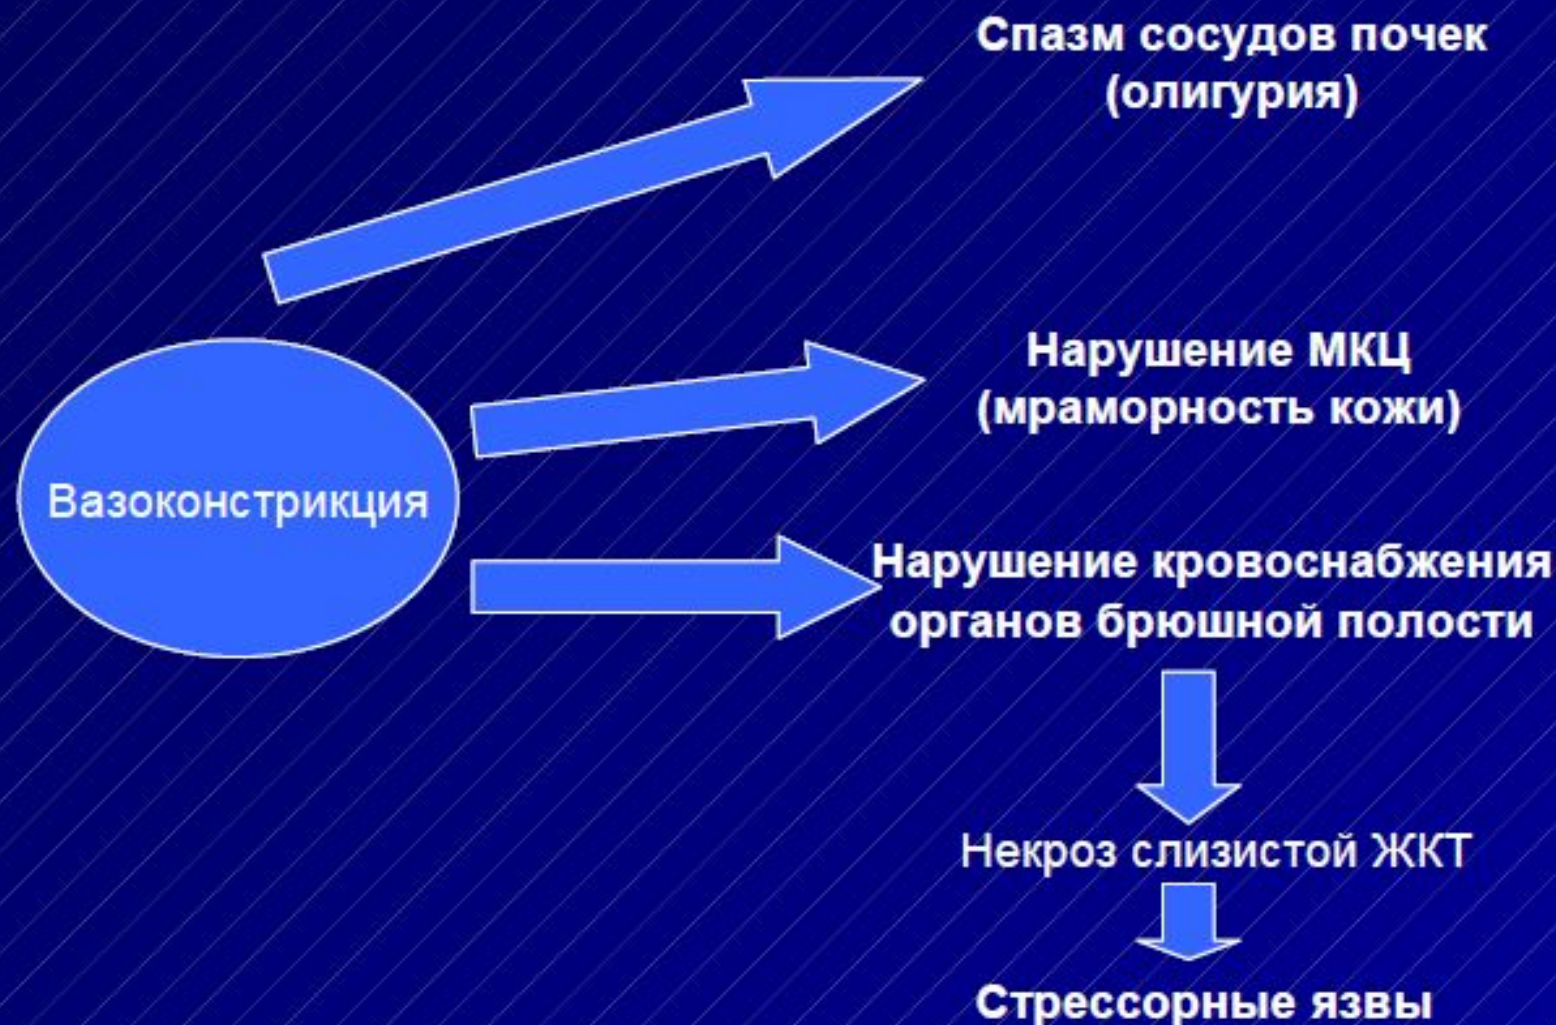 Спазм сосудов почек
(олигурия)
Нарушение МКЦ
(мраморность кожи)
Вазоконстрикция
Нарушение кровоснабжения
органов брюшной полости
Некроз слизистой ЖКТ
Стрессорные язвы